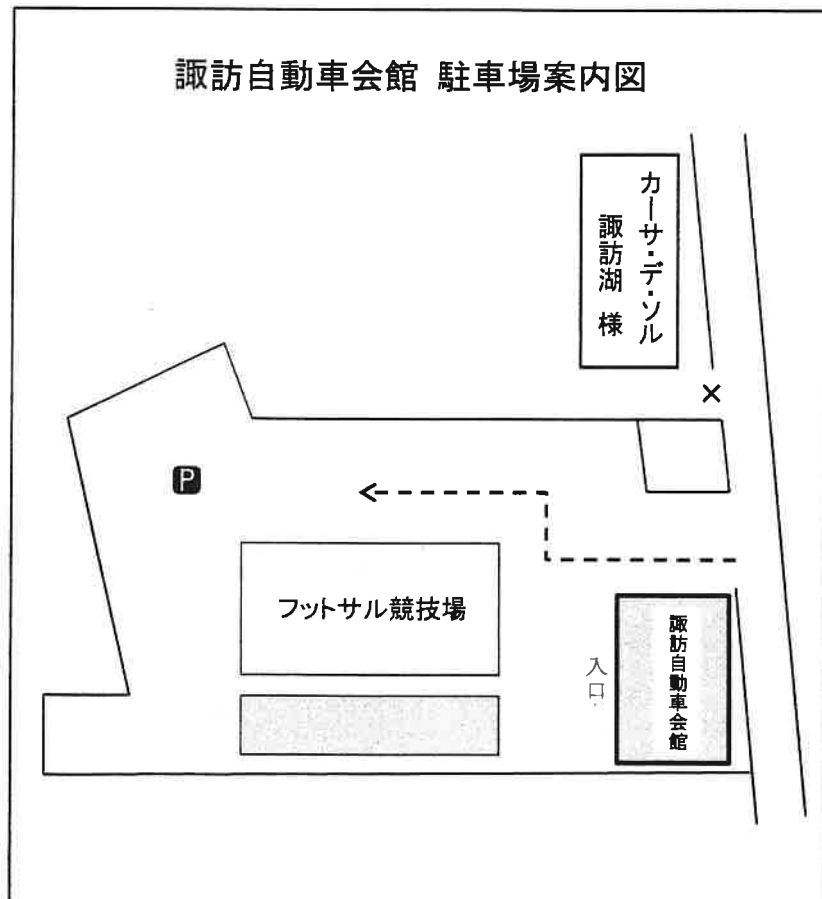 諏訪自動車会館 駐車場案内図
カーサ・デ・ソル
諏訪湖 様
×
P
フットサル競技場
諏訪自動車会館
入口